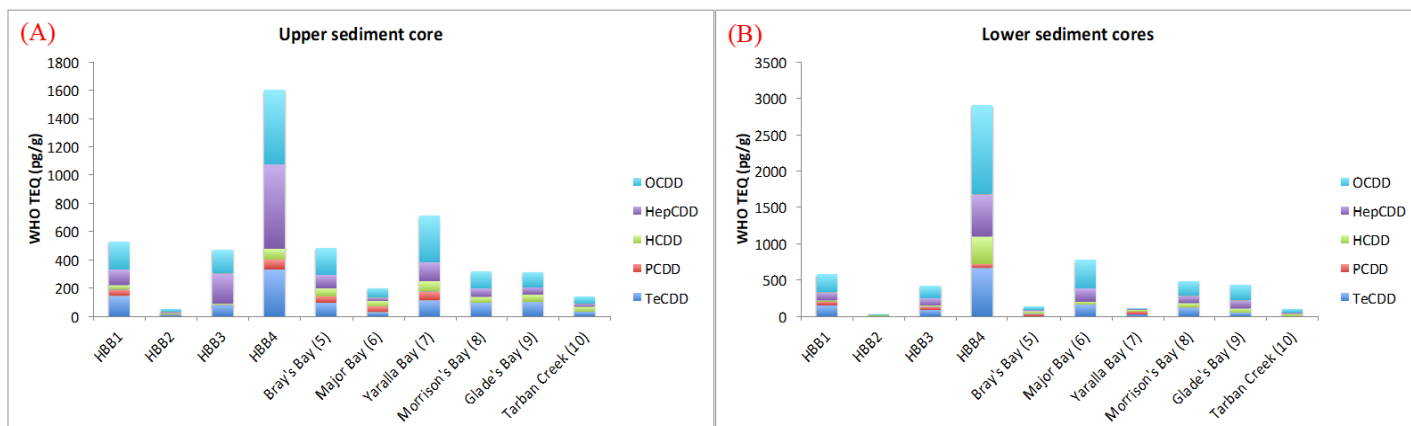 (A)
Upper sediment core
WHO TEQ (pg/g)
1800
1600
1400
1200
1000
800
600
400
200
0
HBB1
HBB2
HBB3
HBB4
Bray's Bay (5)
Major Bay (6)
Yaralla Bay (7)
Morrison's Bay (8)
Glade's Bay (9)
Tarban Creek (10)
OCDD
HepCDD
HCDD
PCDD
TeCDD
(B)
Lower sediment cores
WHO TEQ (pg/g)
3500
3000
2500
2000
1500
1000
500
0
HBB1
HBB2
HBB3
HBB4
Bray's Bay (5)
Major Bay (6)
Yaralla Bay (7)
Morrison's Bay (8)
Glade's Bay (9)
Tarban Creek (10)
OCDD
HepCDD
HCDD
PCDD
TeCDD